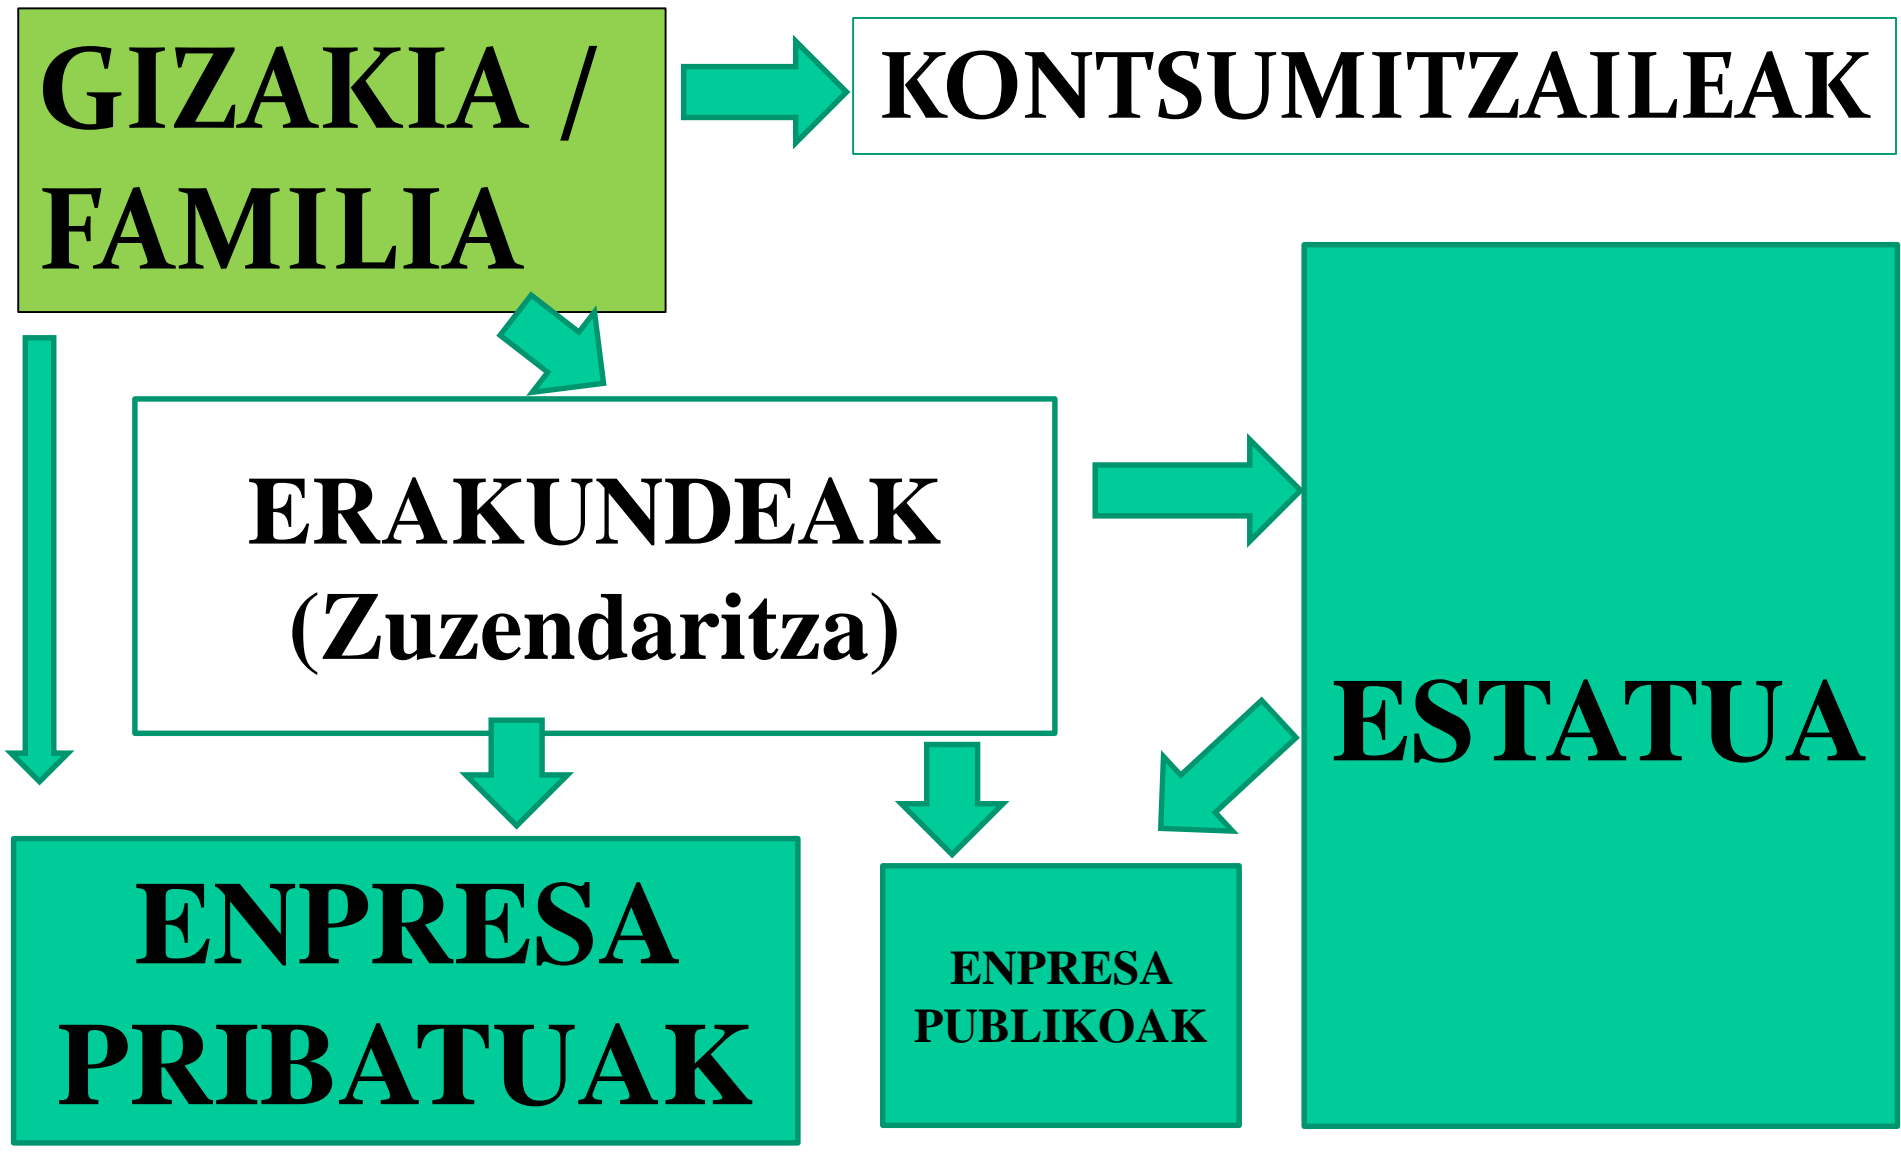 GIZAKIA /
FAMILIA
KONTSUMITZAILEAK
ERAKUNDEAK
(Zuzendaritza)
ESTATUA
ENPRESA
PRIBATUAK
ENPRESA
PUBLIKOAK